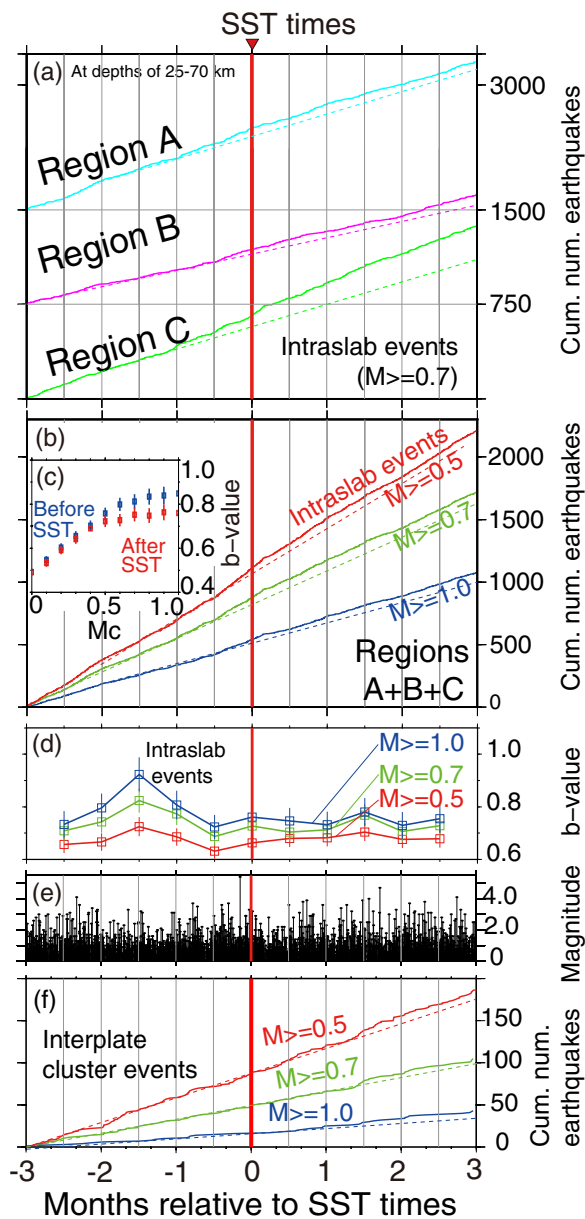 SST times
(a) At depths of 25-70 km
3000
Region A
1500
Region B
750
Region C
Intraslab events
(M>=0.7)
Cum. num. earthquakes
(b)
2000
Intraslab events
M>=0.5
(c)
1.0
Before
SST
0.8
M>=0.7
1500
After
SST
0.6
b-value
0.4
0 0.5 1.0
Mc
1000
M>=1.0
500
Regions
A+B+C
0
Cum. num. earthquakes
(d)
Intraslab
events
M>=1.0
M>=0.7
M>=0.5
1.0
0.8
0.6
b-value
(e)
4.0
2.0
0
Magnitude
(f)
Interplate
cluster events
M>=0.5
M>=0.7
M>=1.0
150
100
50
0
Cum. num.
earthquakes
-3 -2 -1 0 1 2 3
Months relative to SST times